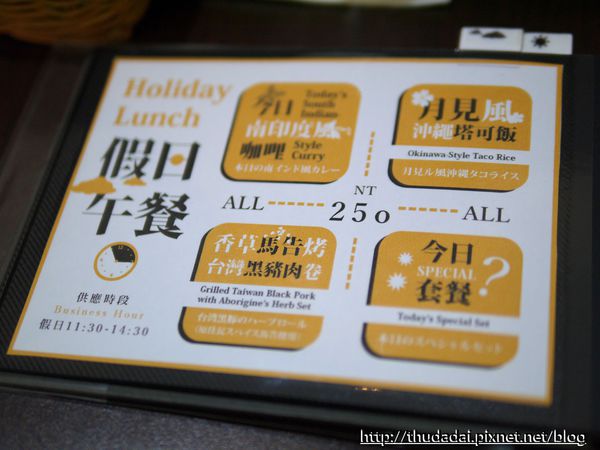 Holiday
Lunch
假日
午餐
供應時段
Business Hour
假日11:30-14:30
今日
Today's
South
Indian
南印度風
咖哩
Style
Curry
本日の南インド風カレー
月見風
沖繩塔可飯
Okinawa Style Taco Rice
月見ル風沖縄タコライス
ALL
NT
250
ALL
香草馬告烤
台灣黑豬肉卷
Grilled Taiwan Black Pork
with Aborigine's Herb Set
台湾黒豚のハーブロール
今日
SPECIAL
套餐
?
Today's Special Set
本日のスペシャルセット
http://thudadai.pixnet.net/blog